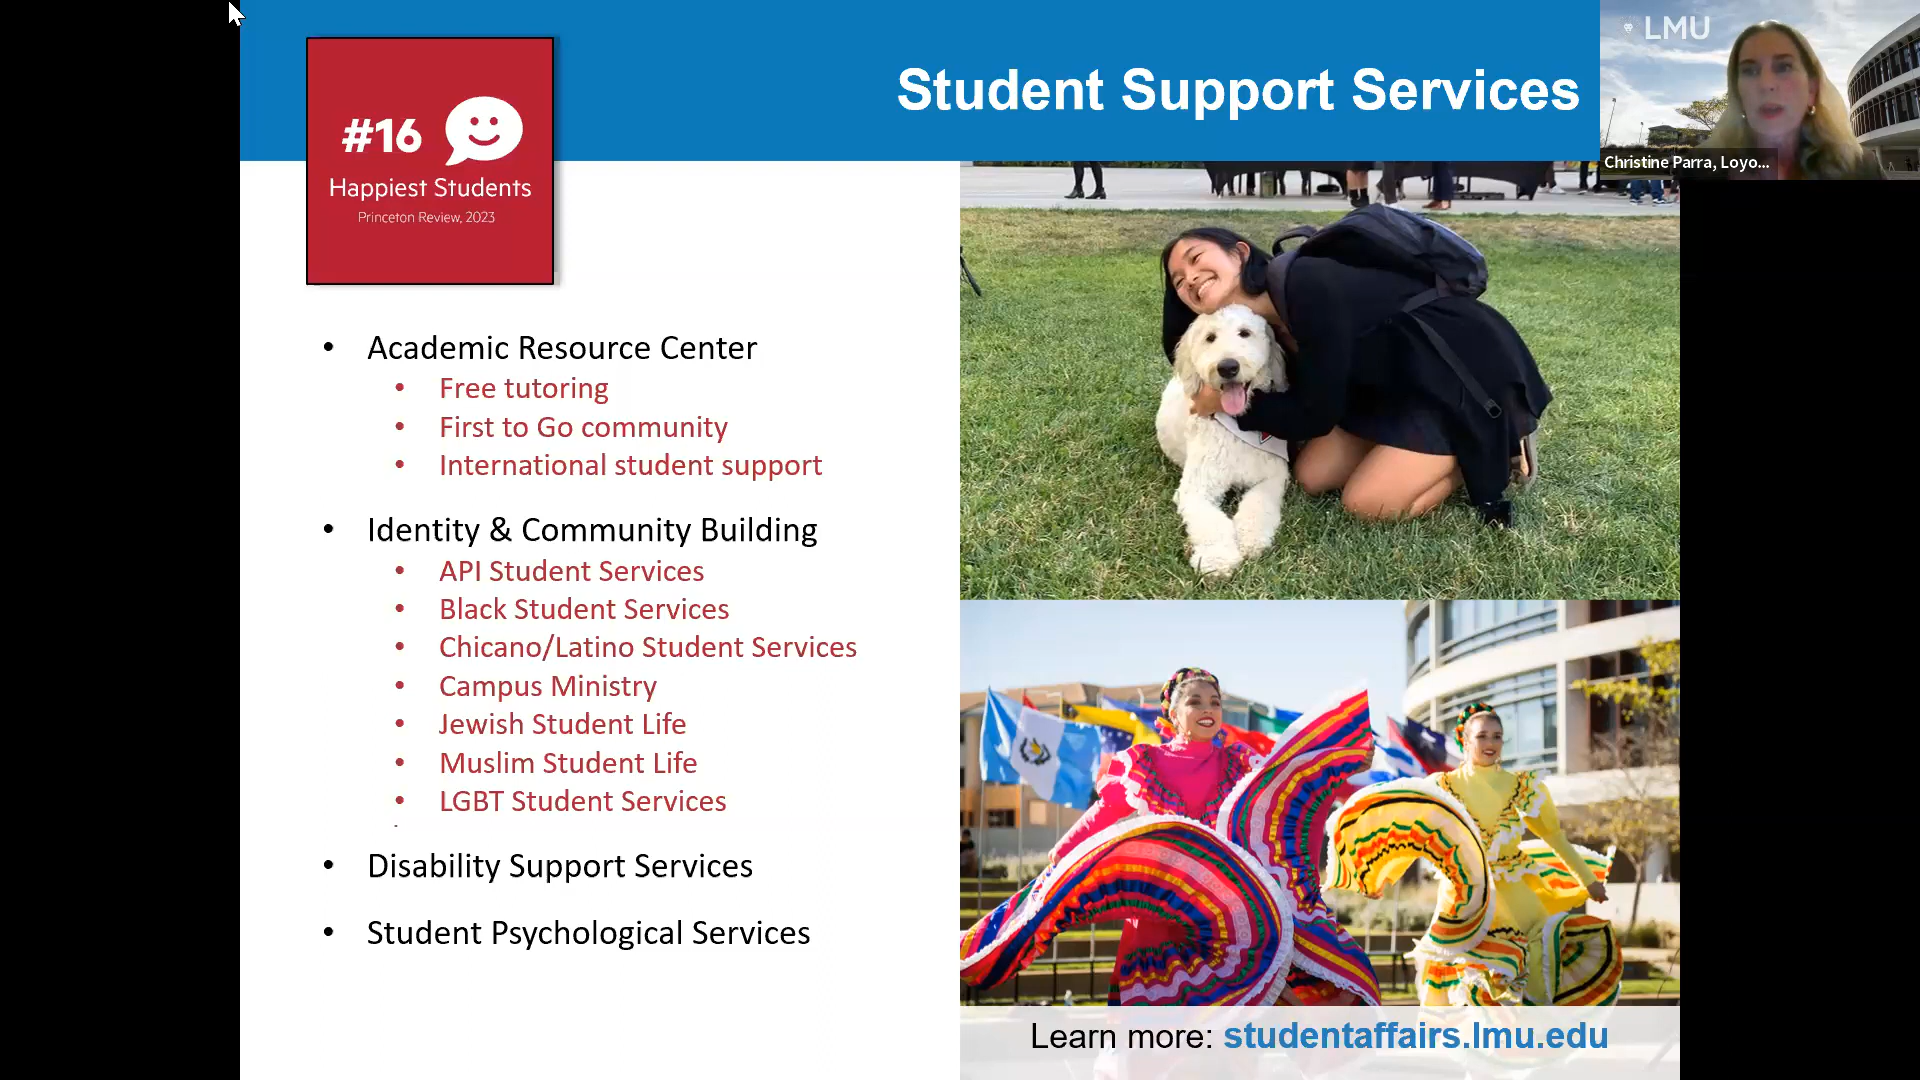 LMU
Student Support Services
Christine Parra, Loyo...
#16
Happiest Students
Princeton Review, 2023
• Academic Resource Center
• Free tutoring
• First to Go community
• International student support
• Identity & Community Building
• API Student Services
• Black Student Services
• Chicano/Latino Student Services
• Campus Ministry
• Jewish Student Life
• Muslim Student Life
• LGBT Student Services
• Disability Support Services
• Student Psychological Services
Learn more: studentaffairs.lmu.edu